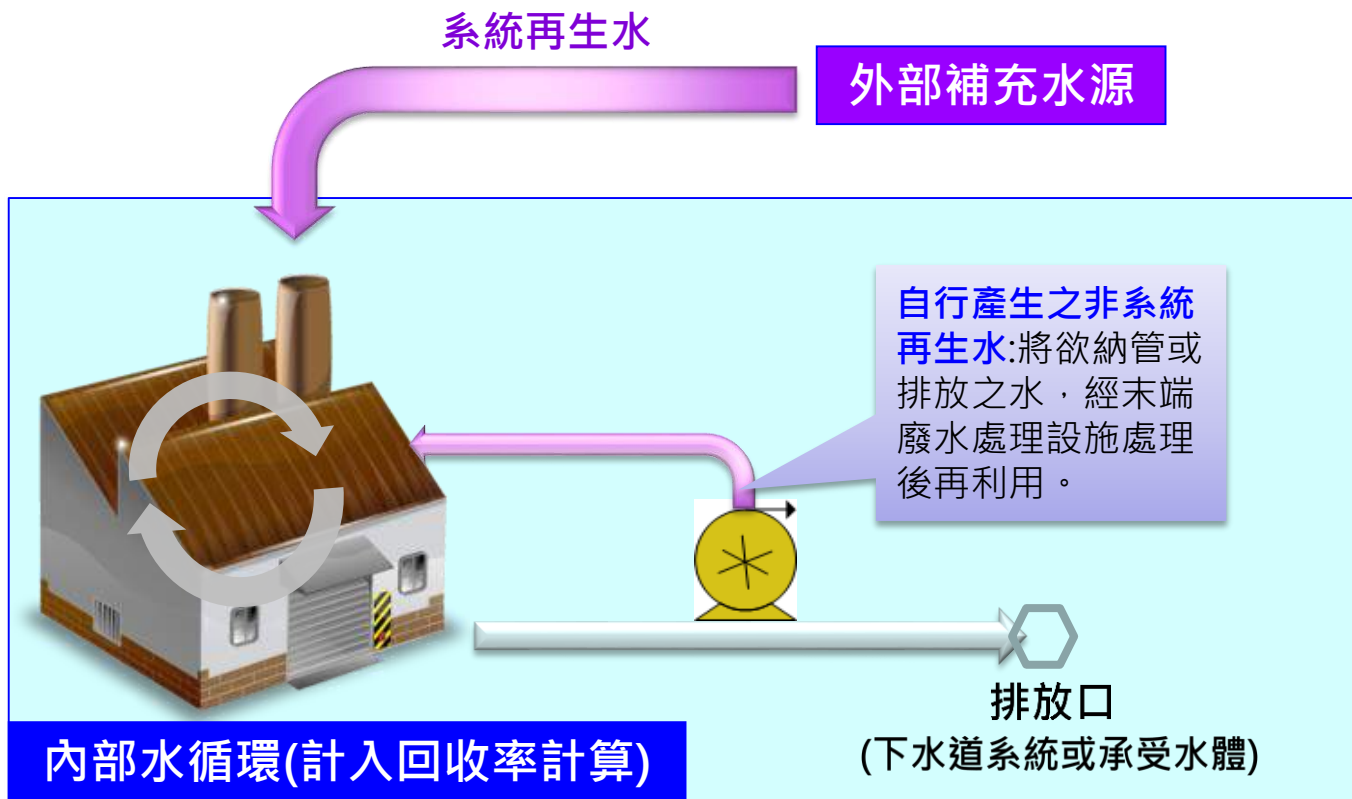 系統再生水
外部補充水源
自行產生之非系統
再生水:將欲納管或
排放之水，經末端
廢水處理設施處理
後再利用。
排放口
(下水道系統或承受水體)
內部水循環(計入回收率計算)